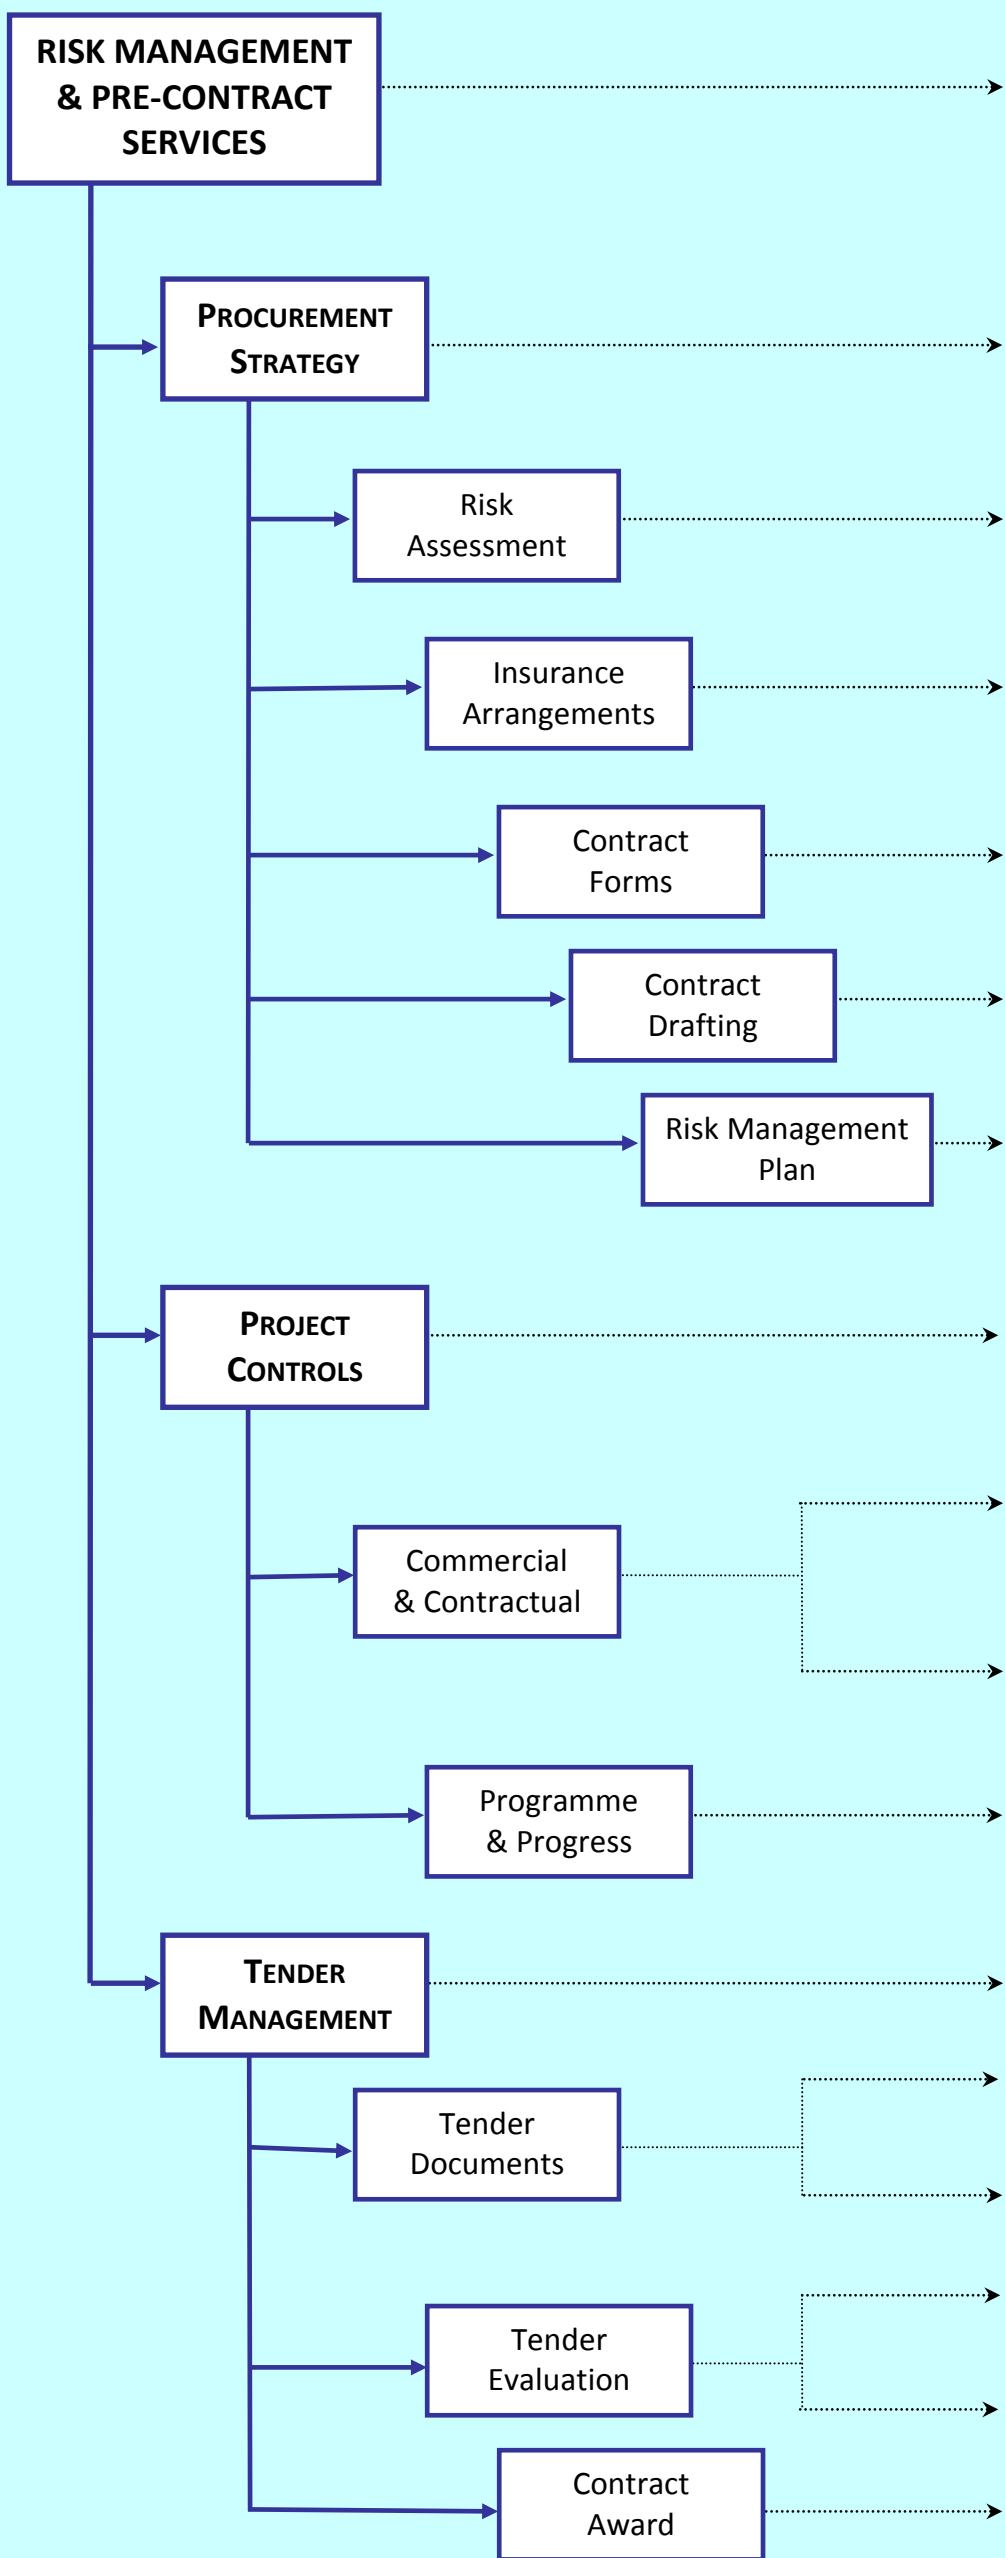 RISK MANAGEMENT
& PRE-CONTRACT
SERVICES
PROCUREMENT
STRATEGY
Risk
Assessment
Insurance
Arrangements
Contract
Forms
Contract
Drafting
Risk Management
Plan
PROJECT
CONTROLS
Commercial
& Contractual
Programme
& Progress
TENDER
MANAGEMENT
Tender
Documents
Tender
Evaluation
Contract
Award